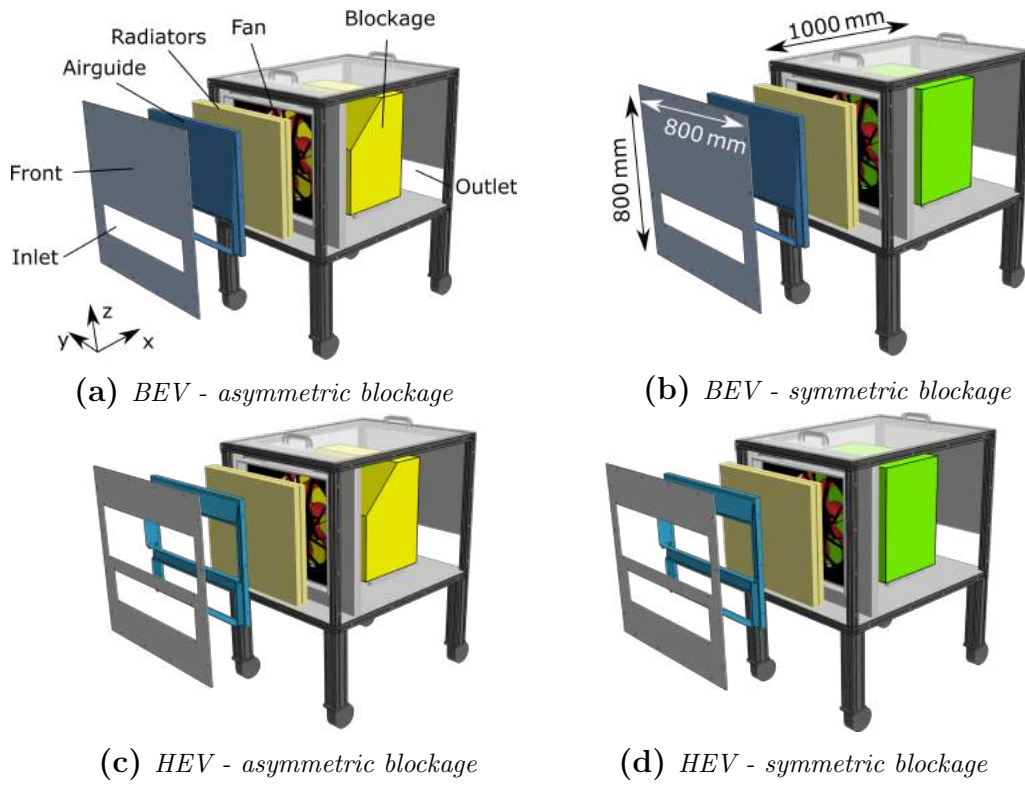 Blockage
Fan
Radiators
Airguide
Front
Outlet
Inlet
z
y
x
1000 mm
800 mm
800 mm
(a) BEV - asymmetric blockage
(b) BEV - symmetric blockage
(c) HEV - asymmetric blockage
(d) HEV - symmetric blockage